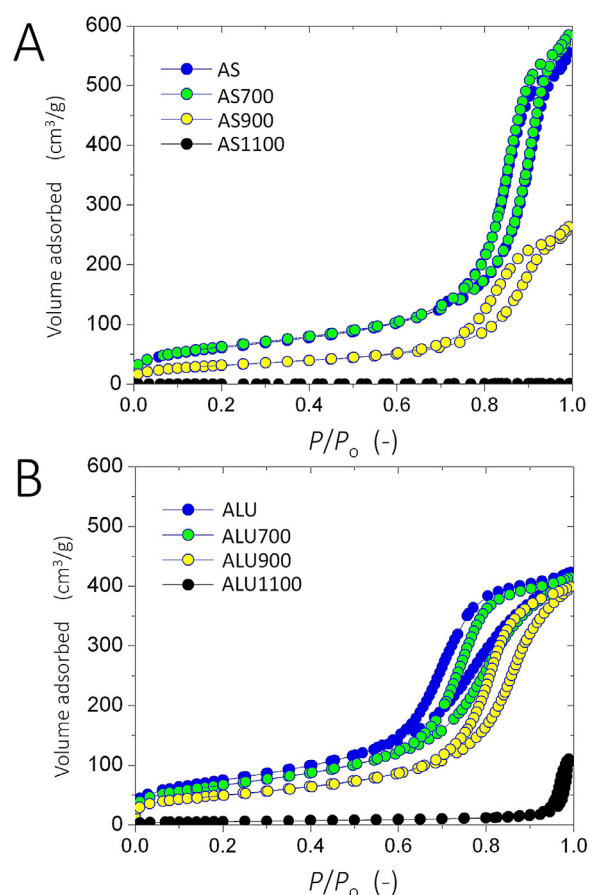 A
600
500
400
300
200
100
0
Volume adsorbed (cm³/g)
AS
AS700
AS900
AS1100
0.0 0.2 0.4 0.6 0.8 1.0
P/Pₒ (-)
B
600
500
400
300
200
100
0
Volume adsorbed (cm³/g)
ALU
ALU700
ALU900
ALU1100
0.0 0.2 0.4 0.6 0.8 1.0
P/Pₒ (-)